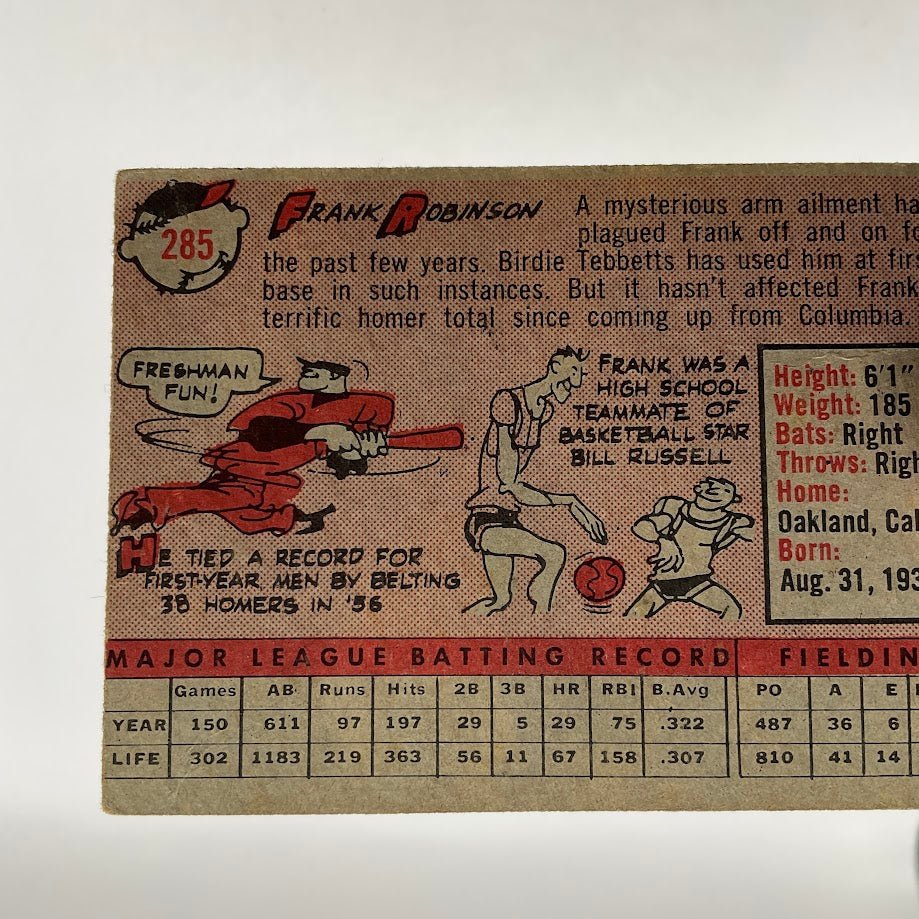 285
FRANK ROBINSON
A mysterious arm ailment ha
plagued Frank off and on fo
the past few years. Birdie Tebbetts has used him at firs
base in such instances. But it hasn't affected Frank
terrific homer total since coming up from Columbia.
FRESHMAN
FUN!
HE TIED A RECORD FOR
FIRST-YEAR MEN BY BELTING
38 HOMERS IN '56
FRANK WAS A
HIGH SCHOOL
TEAMMATE OF
BASKETBALL STAR
BILL RUSSELL
Height: 6'1"
Weight: 185
Bats: Right
Throws: Righ
Home:
Oakland, Cal
Born:
Aug. 31, 193
MAJOR LEAGUE BATTING RECORD FIELDIN
Games AB Runs Hits 2B 3B HR RBI B.Avg PO A E
YEAR 150 611 97 197 29 5 29 75 .322 487 36 6
LIFE 302 1183 219 363 56 11 67 158 .307 810 41 14